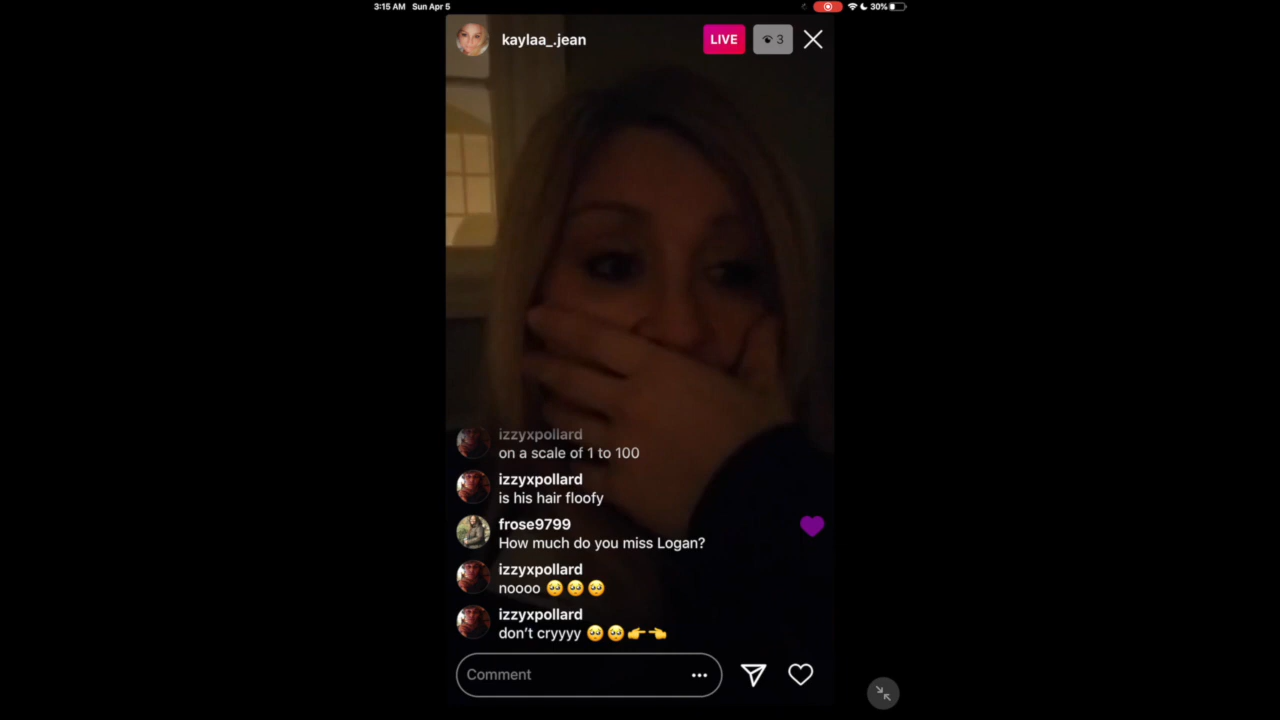 3:15 AM Sun Apr 5
30%
kaylaa_.jean
LIVE
3
izzyxpollard
on a scale of 1 to 100
izzyxpollard
is his hair floofy
frose9799
How much do you miss Logan?
izzyxpollard
noooo 🥺🥺🥺
izzyxpollard
don't cryyyy 🥺🥺👉👈
Comment